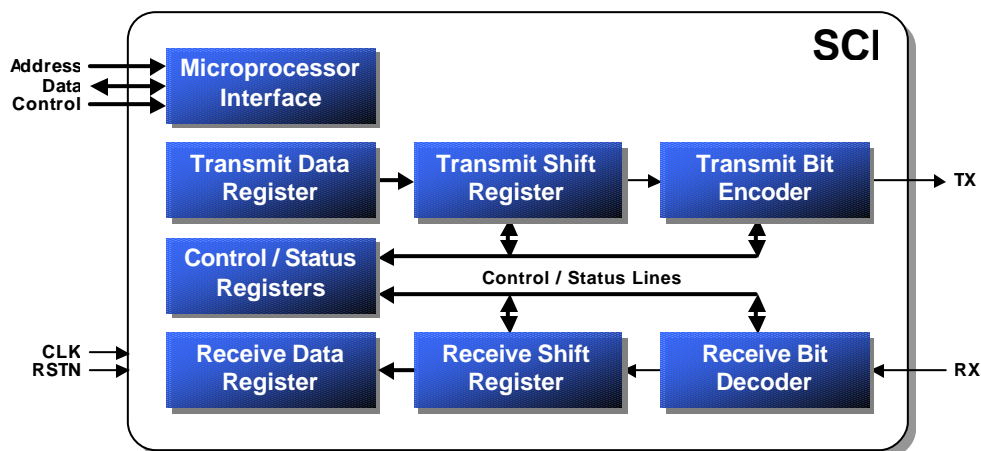 SCI
Address
Data
Control
Microprocessor
Interface
Transmit Data
Register
Transmit Shift
Register
Transmit Bit
Encoder
TX
Control / Status
Registers
Control / Status Lines
CLK
RSTN
Receive Data
Register
Receive Shift
Register
Receive Bit
Decoder
RX